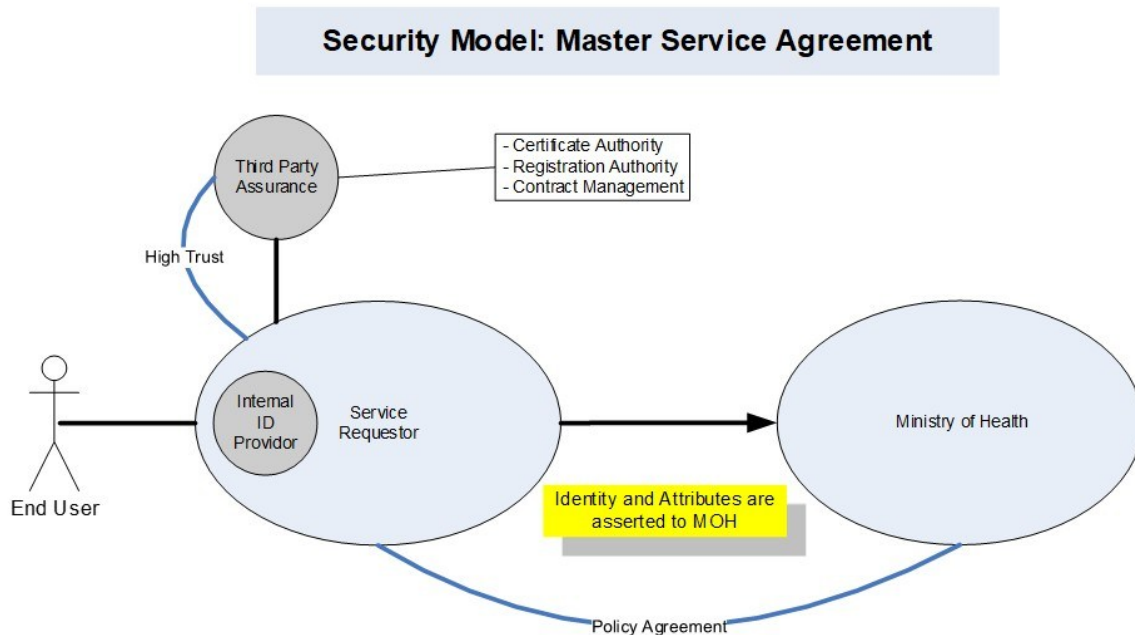 Security Model: Master Service Agreement
Third Party
Assurance
- Certificate Authority
- Registration Authority
- Contract Management
High Trust
Internal
ID
Providor
Service
Requestor
Ministry of Health
End User
Identity and Attributes are
asserted to MOH
Policy Agreement